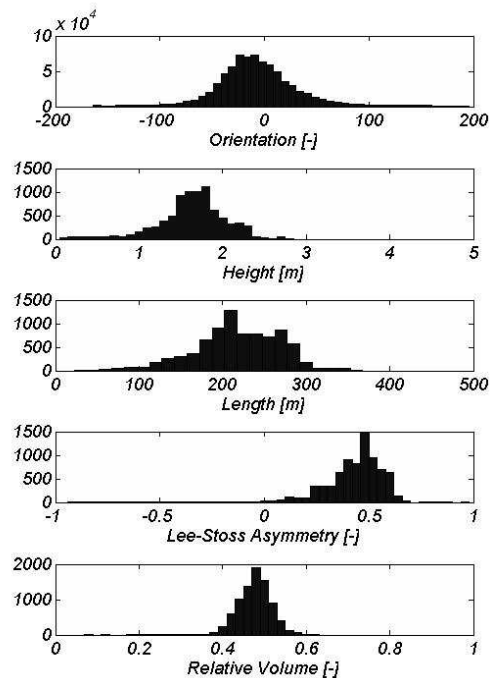 x 10^4
10
5
0
-200 -100 0 100 200
Orientation [-]
1500
1000
500
0
0 1 2 3 4 5
Height [m]
1500
1000
500
0
0 100 200 300 400 500
Length [m]
1500
1000
500
0
-1 -0.5 0 0.5 1
Lee-Stoss Asymmetry [-]
2000
1000
0
0 0.2 0.4 0.6 0.8 1
Relative Volume [-]